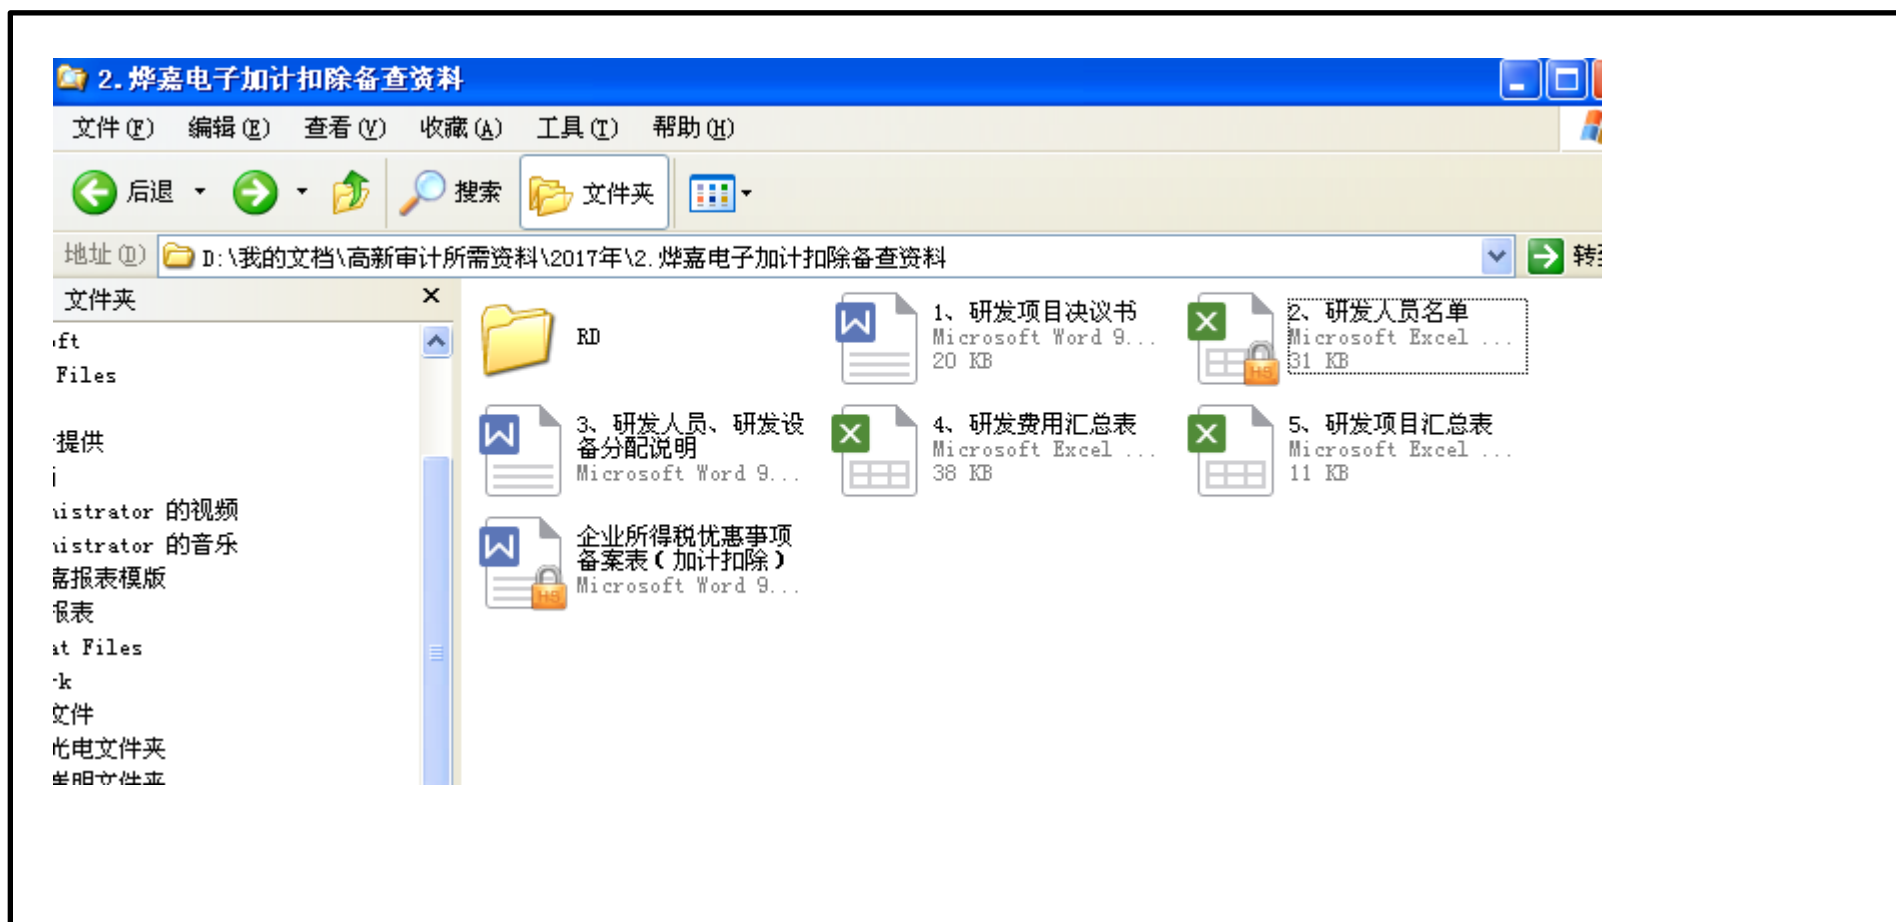 2.烨嘉电子加计扣除备查资料
文件(F) 编辑(E) 查看(V) 收藏(A) 工具(T) 帮助(H)
后退 搜索 文件夹
地址(D) D:\我的文档\高新审计所需资料\2017年\2.烨嘉电子加计扣除备查资料
文件夹
ft
Files
提供
istrator 的视频
istrator 的音乐
嘉报表模版
报表
at Files
k
文件
光电文件夹
文件夹
RD
1、研发项目决议书
Microsoft Word 9...
20 KB
2、研发人员名单
Microsoft Excel ...
31 KB
3、研发人员、研发设
备分配说明
Microsoft Word 9...
4、研发费用汇总表
Microsoft Excel ...
38 KB
5、研发项目汇总表
Microsoft Excel ...
11 KB
企业所得税优惠事项
备案表(加计扣除)
Microsoft Word 9...